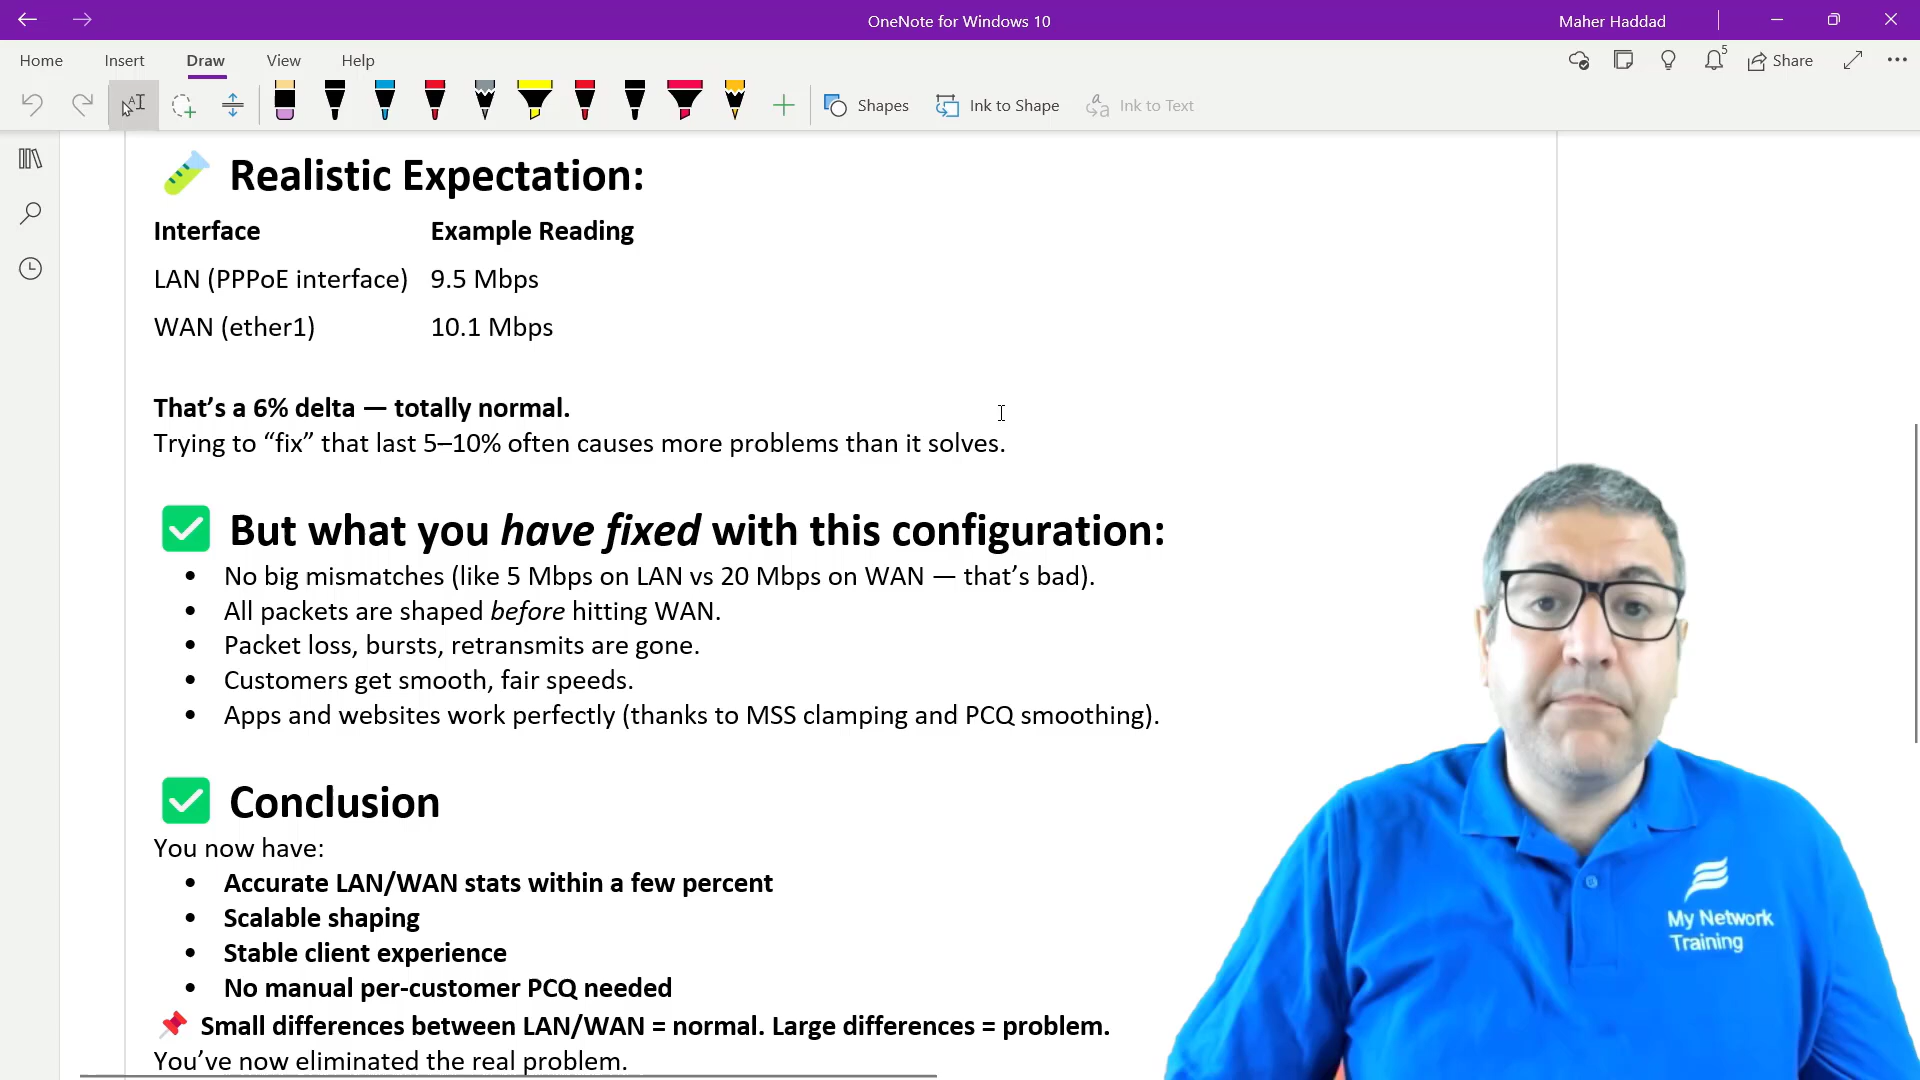 OneNote for Windows 10
Maher Haddad
Home
Insert
Draw
View
Help
5
Share
Shapes
Ink to Shape
Ink to Text
Realistic Expectation:
Interface Example Reading
LAN (PPPoE interface) 9.5 Mbps
WAN (ether1) 10.1 Mbps
That's a 6% delta — totally normal.
Trying to “fix” that last 5–10% often causes more problems than it solves.
But what you have fixed with this configuration:
• No big mismatches (like 5 Mbps on LAN vs 20 Mbps on WAN — that's bad).
• All packets are shaped before hitting WAN.
• Packet loss, bursts, retransmits are gone.
• Customers get smooth, fair speeds.
• Apps and websites work perfectly (thanks to MSS clamping and PCQ smoothing).
Conclusion
You now have:
• Accurate LAN/WAN stats within a few percent
• Scalable shaping
• Stable client experience
• No manual per-customer PCQ needed
Small differences between LAN/WAN = normal. Large differences = problem.
You've now eliminated the real problem.
My Network
Training